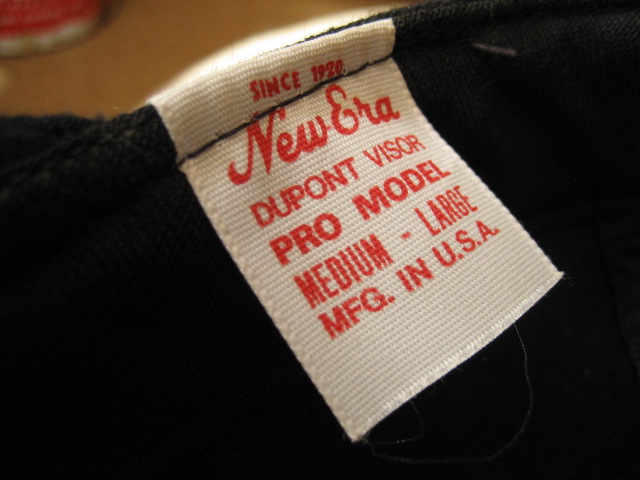 SINCE 1920
New Era
DUPONT VISOR
PRO MODEL
MEDIUM - LARGE
MFG. IN U.S.A.